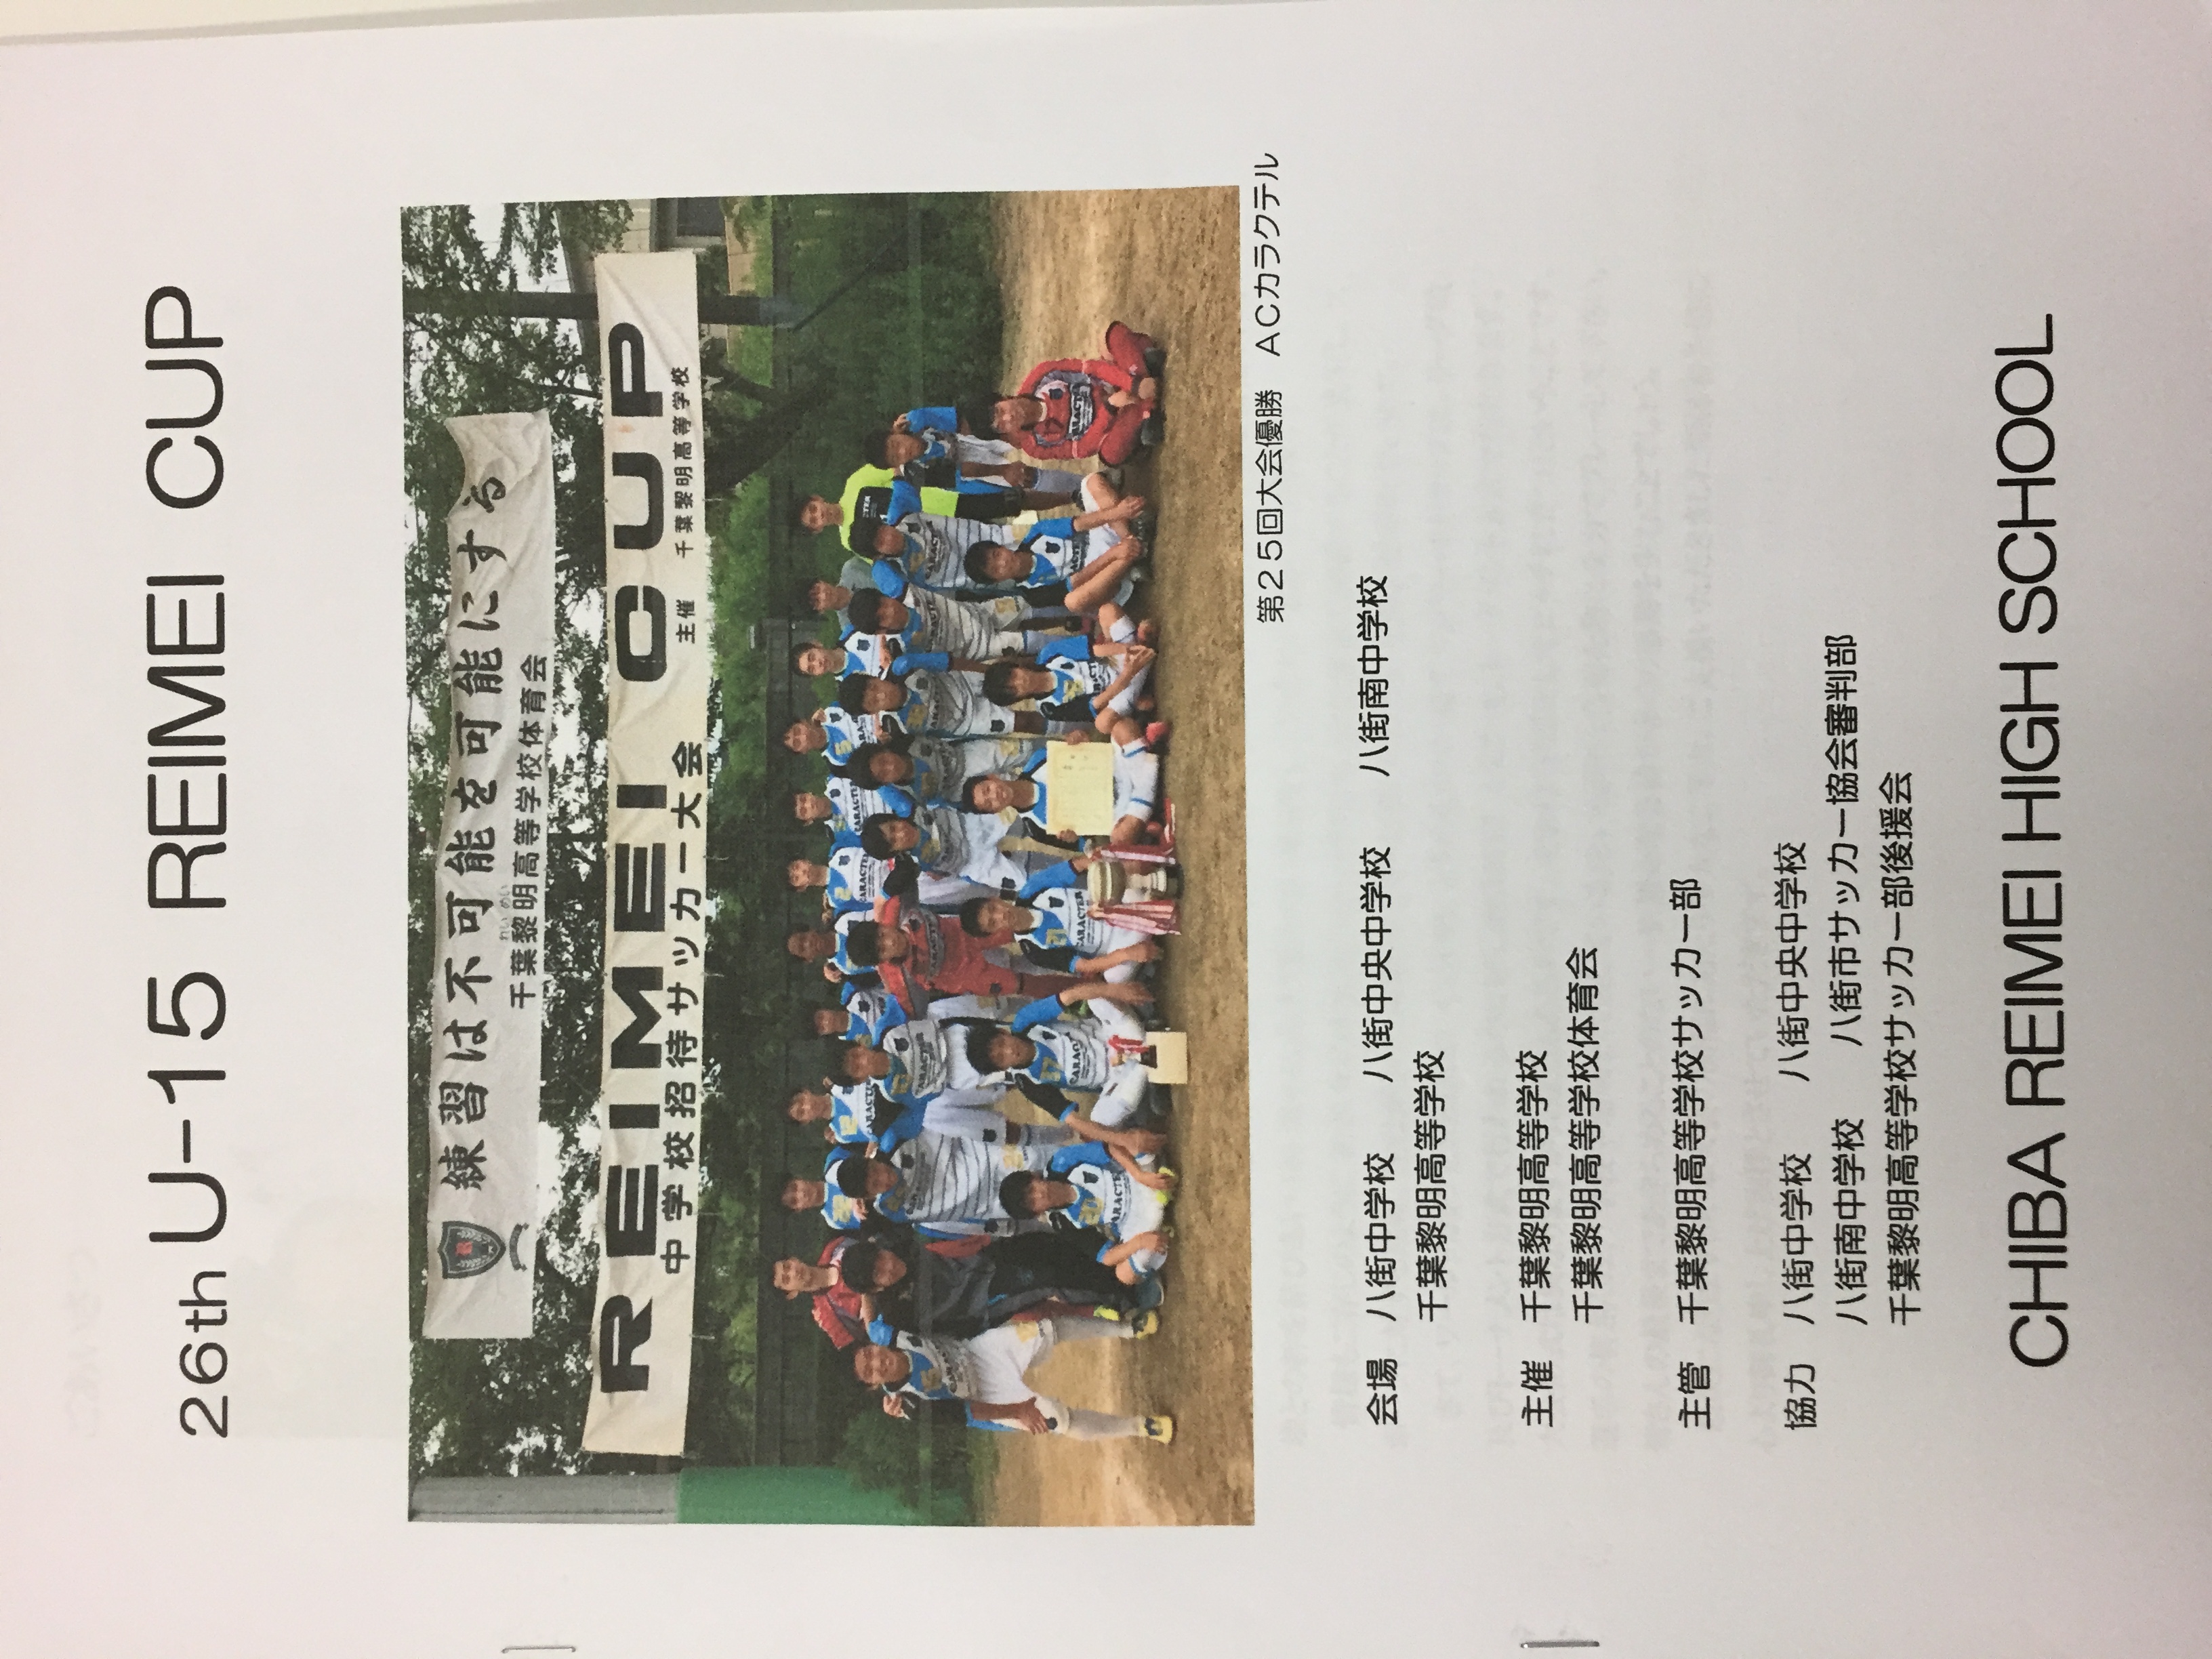 26th U-15 REIMEI CUP
練習は不可能を可能にする
れいめい
千葉黎明高等学校体育会
REIMEI CUP
中学校招待サッカー大会 主催 千葉黎明高等学校
第25回大会優勝 ACカラクテル
会場 八街中学校 八街中央中学校 八街南中学校
千葉黎明高等学校
主催 千葉黎明高等学校
千葉黎明高等学校体育会
主管 千葉黎明高等学校サッカー部
協力 八街中学校 八街中央中学校
八街南中学校 八街市サッカー協会審判部
千葉黎明高等学校サッカー部後援会
CHIBA REIMEI HIGH SCHOOL